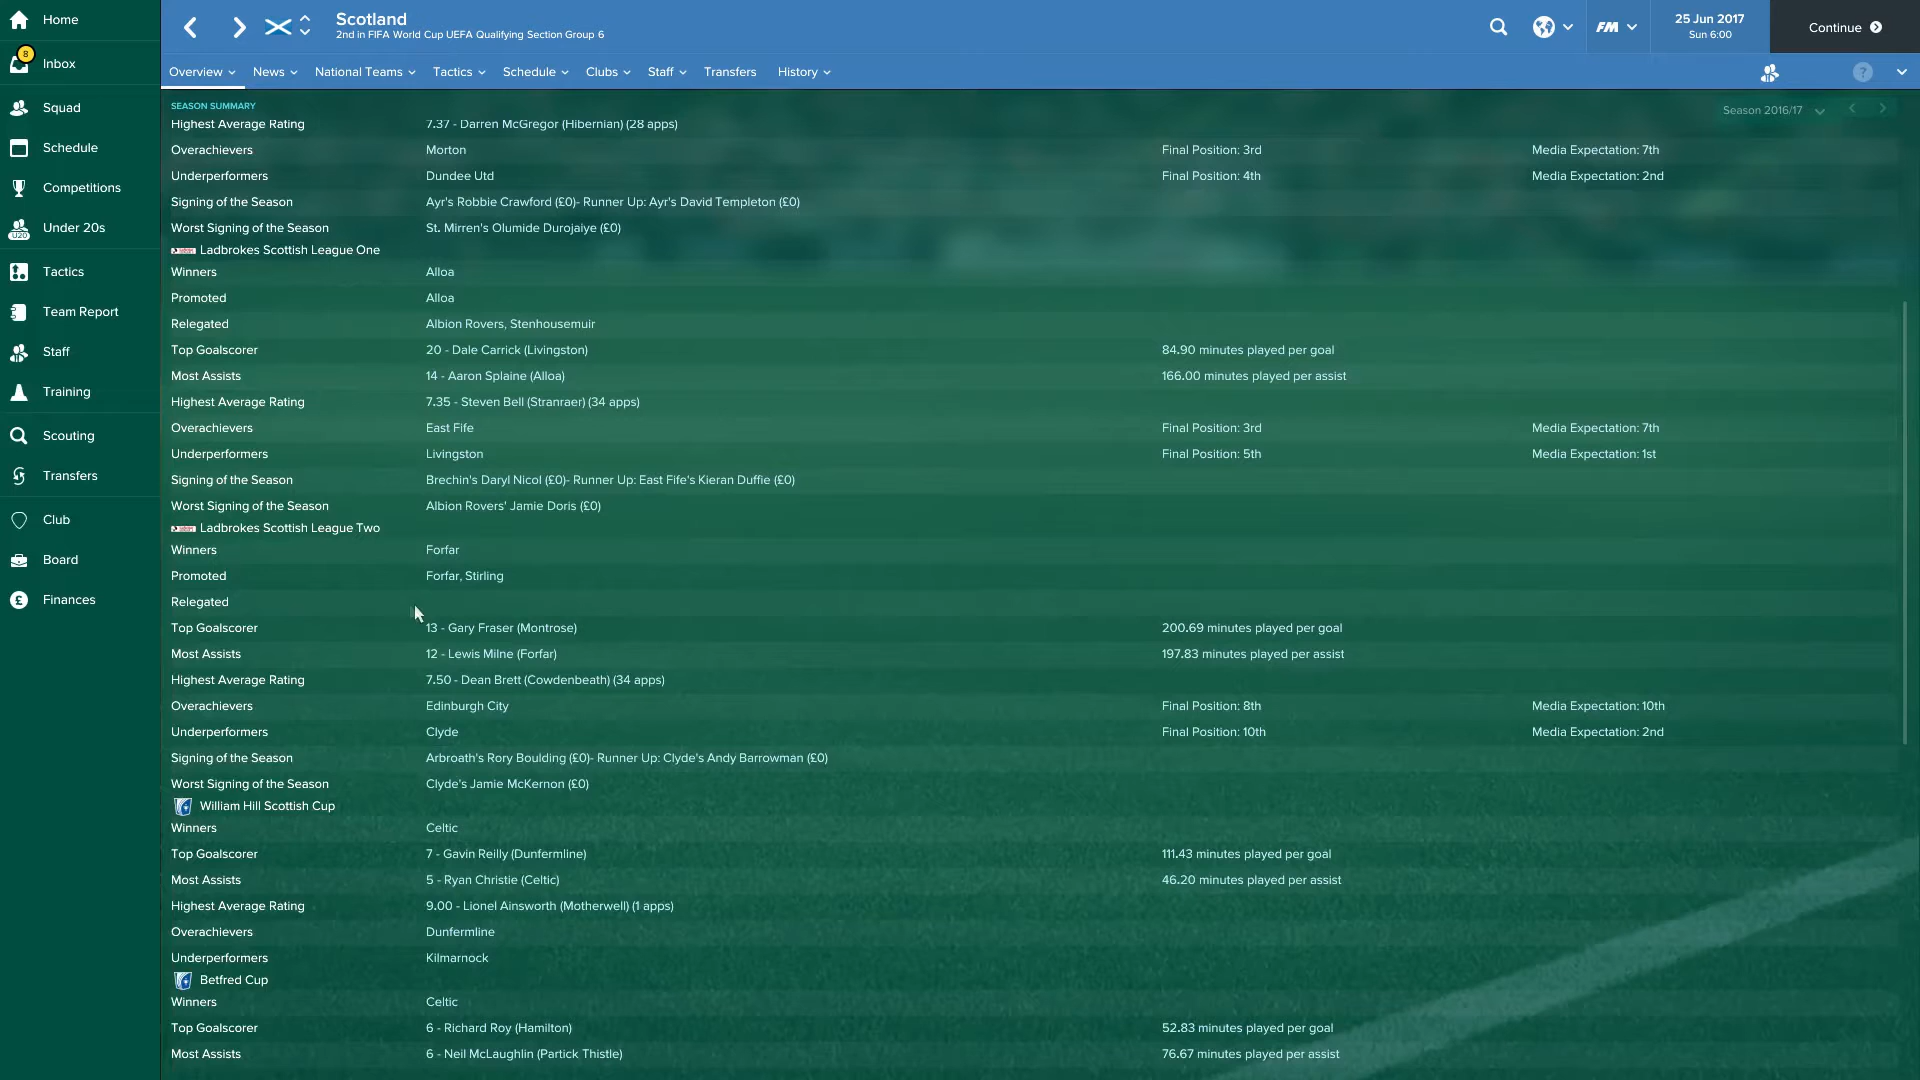 Home
8
Inbox
Squad
Schedule
Competitions
Under 20s
Tactics
Team Report
Staff
Training
Scouting
Transfers
Club
Board
Finances
Scotland
2nd in FIFA World Cup UEFA Qualifying Section Group 6
FM
25 Jun 2017
Sun 6:00
Continue
Overview News National Teams Tactics Schedule Clubs Staff Transfers History ?
SEASON SUMMARY
Season 2016/17
Highest Average Rating 7.37 - Darren McGregor (Hibernian) (28 apps)
Overachievers Morton Final Position: 3rd Media Expectation: 7th
Underperformers Dundee Utd Final Position: 4th Media Expectation: 2nd
Signing of the Season Ayr's Robbie Crawford (£0)- Runner Up: Ayr's David Templeton (£0)
Worst Signing of the Season St. Mirren's Olumide Durojaiye (£0)
Ladbrokes Scottish League One
Winners Alloa
Promoted Alloa
Relegated Albion Rovers, Stenhousemuir
Top Goalscorer 20 - Dale Carrick (Livingston) 84.90 minutes played per goal
Most Assists 14 - Aaron Splaine (Alloa) 166.00 minutes played per assist
Highest Average Rating 7.35 - Steven Bell (Stranraer) (34 apps)
Overachievers East Fife Final Position: 3rd Media Expectation: 7th
Underperformers Livingston Final Position: 5th Media Expectation: 1st
Signing of the Season Brechin's Daryl Nicol (£0)- Runner Up: East Fife's Kieran Duffie (£0)
Worst Signing of the Season Albion Rovers' Jamie Doris (£0)
Ladbrokes Scottish League Two
Winners Forfar
Promoted Forfar, Stirling
Relegated
Top Goalscorer 13 - Gary Fraser (Montrose) 200.69 minutes played per goal
Most Assists 12 - Lewis Milne (Forfar) 197.83 minutes played per assist
Highest Average Rating 7.50 - Dean Brett (Cowdenbeath) (34 apps)
Overachievers Edinburgh City Final Position: 8th Media Expectation: 10th
Underperformers Clyde Final Position: 10th Media Expectation: 2nd
Signing of the Season Arbroath's Rory Boulding (£0)- Runner Up: Clyde's Andy Barrowman (£0)
Worst Signing of the Season Clyde's Jamie McKernon (£0)
William Hill Scottish Cup
Winners Celtic
Top Goalscorer 7 - Gavin Reilly (Dunfermline) 111.43 minutes played per goal
Most Assists 5 - Ryan Christie (Celtic) 46.20 minutes played per assist
Highest Average Rating 9.00 - Lionel Ainsworth (Motherwell) (1 apps)
Overachievers Dunfermline
Underperformers Kilmarnock
Betfred Cup
Winners Celtic
Top Goalscorer 6 - Richard Roy (Hamilton) 52.83 minutes played per goal
Most Assists 6 - Neil McLaughlin (Partick Thistle) 76.67 minutes played per assist